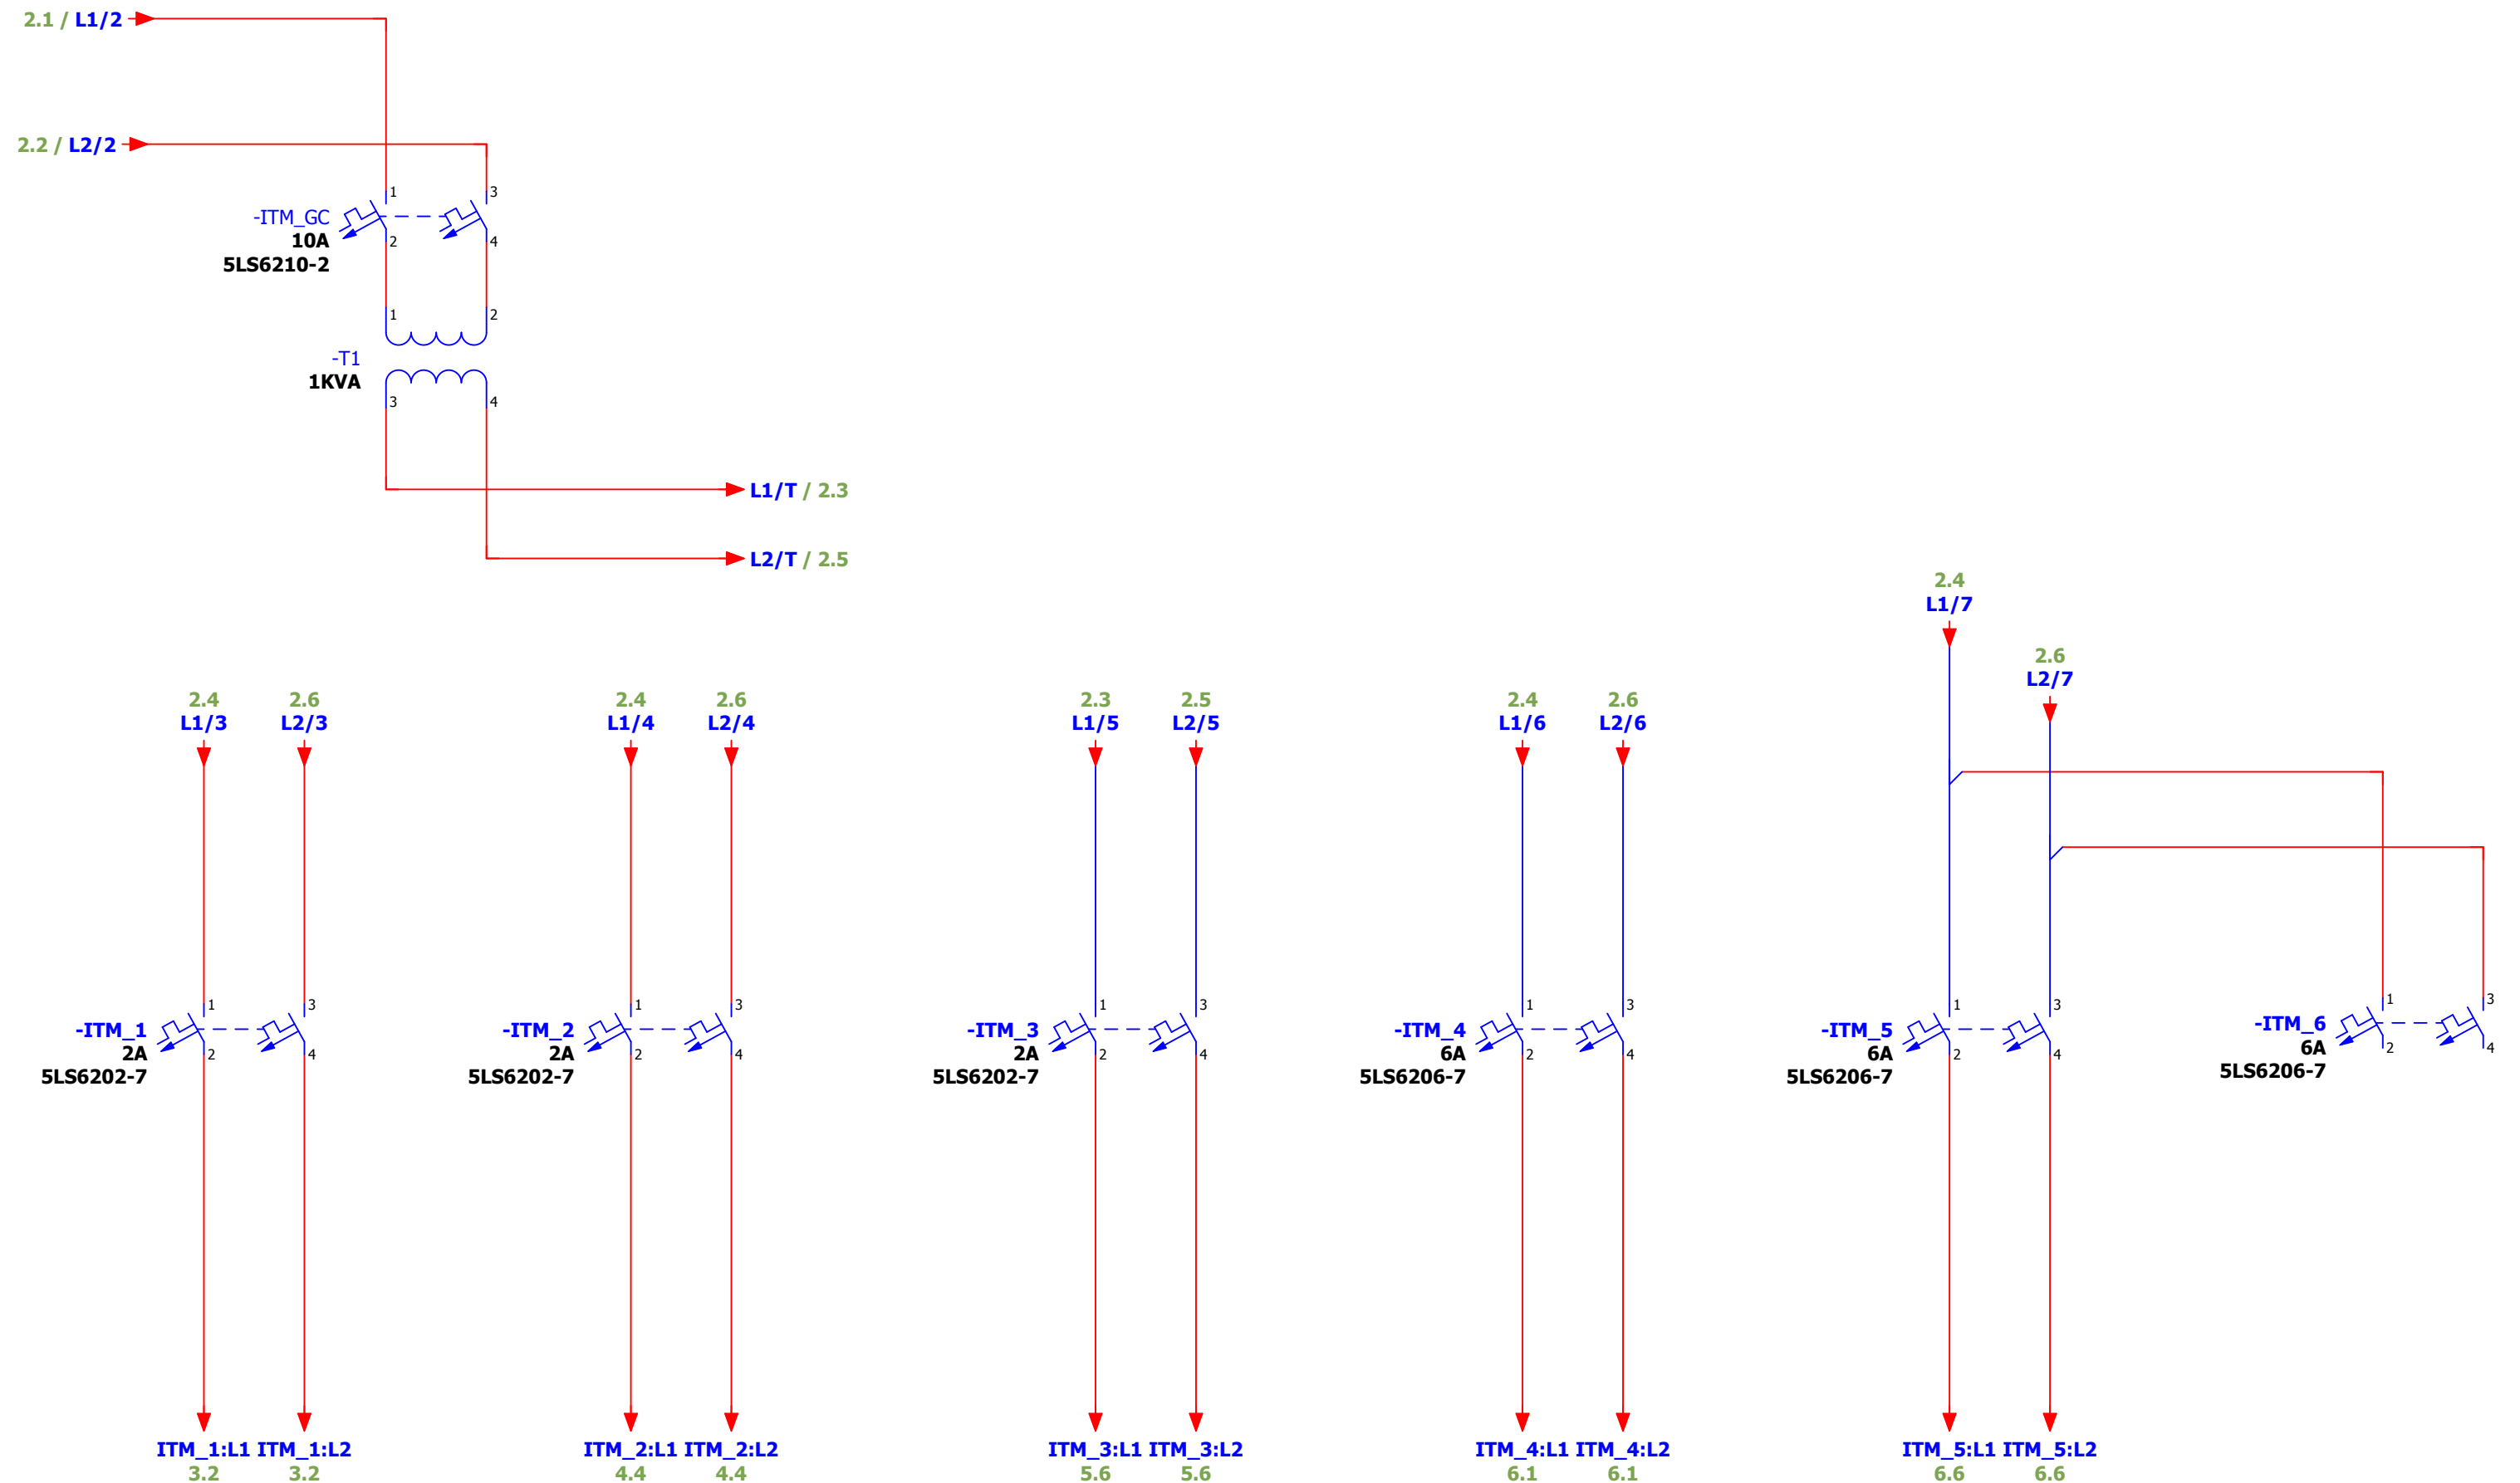 2.1 / L1/2
2.2 / L2/2
1 3
-ITM_GC
10A
2 4
5LS6210-2
1 2
-T1
1KVA
3 4
L1/T / 2.3
L2/T / 2.5
2.4
L1/7
2.6
L2/7
2.4 2.6 2.4 2.6 2.3 2.5 2.4 2.6
L1/3 L2/3 L1/4 L2/4 L1/5 L2/5 L1/6 L2/6
1 3 1 3 1 3 1 3 1 3 1 3
-ITM_1 -ITM_2 -ITM_3 -ITM_4 -ITM_5 -ITM_6
2A 2A 2A 6A 6A 6A
2 4 2 4 2 4 2 4 2 4 2 4
5LS6202-7 5LS6202-7 5LS6202-7 5LS6206-7 5LS6206-7 5LS6206-7
ITM_1:L1 ITM_1:L2 ITM_2:L1 ITM_2:L2 ITM_3:L1 ITM_3:L2 ITM_4:L1 ITM_4:L2 ITM_5:L1 ITM_5:L2
3.2 3.2 4.4 4.4 5.6 5.6 6.1 6.1 6.6 6.6